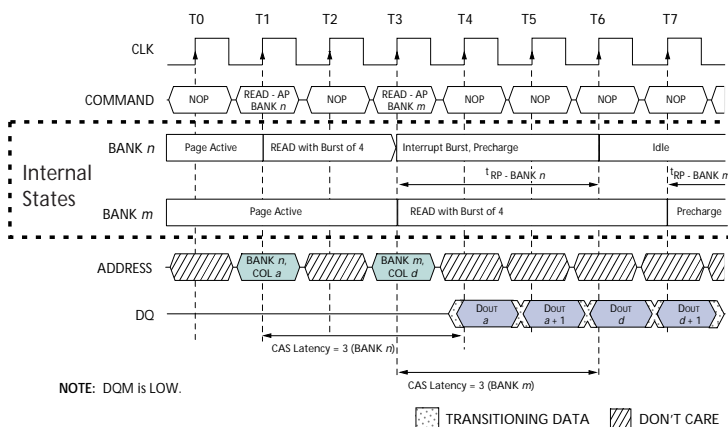 T0 T1 T2 T3 T4 T5 T6 T7
CLK
COMMAND NOP READ - AP BANK n NOP READ - AP BANK m NOP NOP NOP NOP
Internal States
BANK n Page Active READ with Burst of 4 Interrupt Burst, Precharge Idle
tRP - BANK n tRP - BANK m
BANK m Page Active READ with Burst of 4 Precharge
ADDRESS BANK n, COL a BANK m, COL d
DQ DOUT a DOUT a + 1 DOUT d DOUT d + 1
CAS Latency = 3 (BANK n)
CAS Latency = 3 (BANK m)
NOTE: DQM is LOW.
TRANSITIONING DATA DON'T CARE